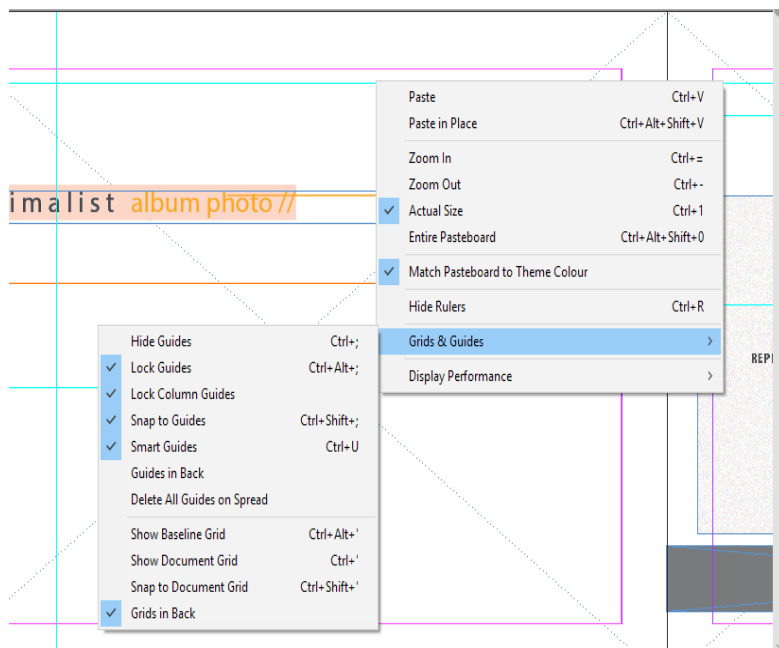 Paste Ctrl+V
Paste in Place Ctrl+Alt+Shift+V
Zoom In Ctrl+=
Zoom Out Ctrl+-
imalist album photo //
Actual Size Ctrl+1
Entire Pasteboard Ctrl+Alt+Shift+0
Match Pasteboard to Theme Colour
Hide Rulers Ctrl+R
Grids & Guides
Display Performance
REPI
Hide Guides Ctrl+;
Lock Guides Ctrl+Alt+;
Lock Column Guides
Snap to Guides Ctrl+Shift+;
Smart Guides Ctrl+U
Guides in Back
Delete All Guides on Spread
Show Baseline Grid Ctrl+Alt+'
Show Document Grid Ctrl+'
Snap to Document Grid Ctrl+Shift+'
Grids in Back